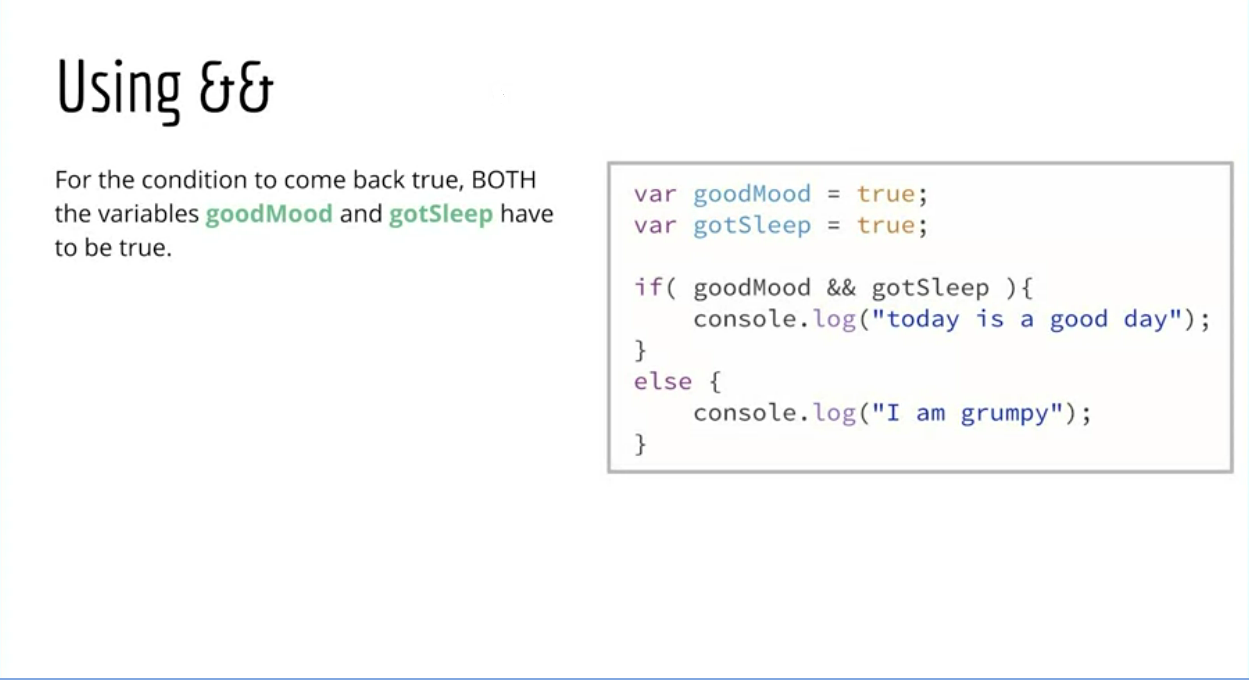 Using &&
For the condition to come back true, BOTH
the variables goodMood and gotSleep have
to be true.
var goodMood = true;
var gotSleep = true;
if( goodMood && gotSleep ){
    console.log("today is a good day");
}
else {
    console.log("I am grumpy");
}